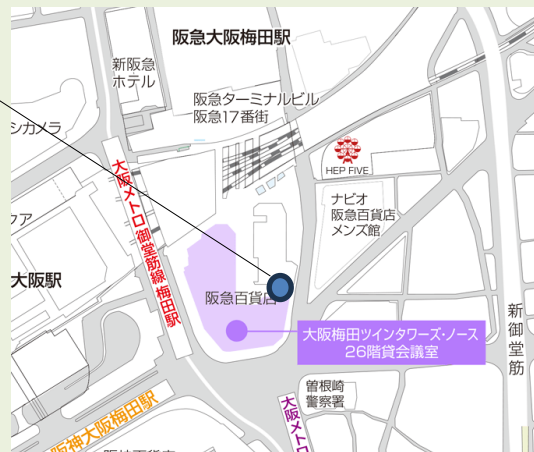 阪急大阪梅田駅
新阪急
ホテル
阪急ターミナルビル
阪急17番街
シカメラ
HEP FIVE
大阪メトロ御堂筋線 梅田駅
ナビオ
阪急百貨店
メンズ館
クア
大阪駅
阪急百貨店
大阪梅田ツインタワーズ・ノース
26階貸会議室
新御堂筋
曽根崎
警察署
阪神大阪梅田駅
大阪メトロ